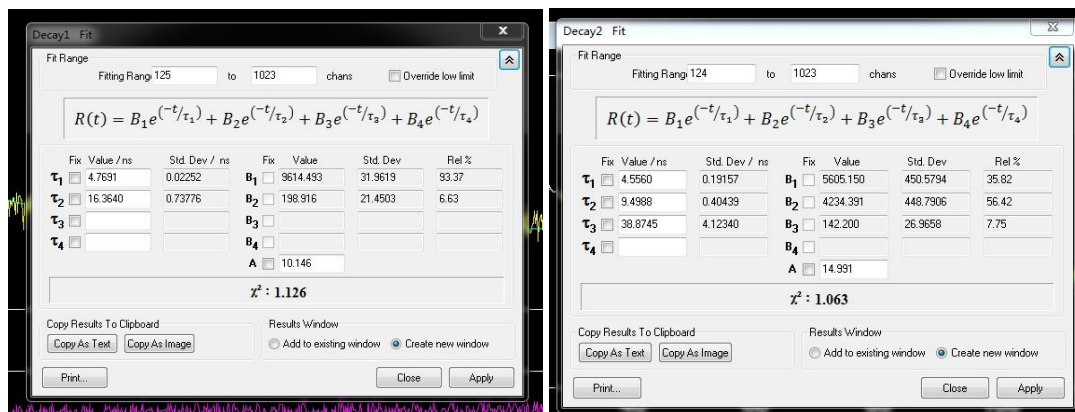 Decay1 Fit
Fit Range
Fitting Rang 125 to 1023 chans Override low limit
R(t) = B₁e^(-t/τ₁) + B₂e^(-t/τ₂) + B₃e^(-t/τ₃) + B₄e^(-t/τ₄)
Fix Value / ns Std. Dev / ns Fix Value Std. Dev Rel %
τ₁ 4.7691 0.02252 B₁ 9614.493 31.9619 93.37
τ₂ 16.3640 0.73776 B₂ 198.916 21.4503 6.63
τ₃ B₃
τ₄ B₄
A 10.146
χ² : 1.126
Copy Results To Clipboard Results Window
Copy As Text Copy As Image Add to existing window Create new window
Print... Close Apply
Decay2 Fit
Fit Range
Fitting Rang 124 to 1023 chans Override low limit
R(t) = B₁e^(-t/τ₁) + B₂e^(-t/τ₂) + B₃e^(-t/τ₃) + B₄e^(-t/τ₄)
Fix Value / ns Std. Dev / ns Fix Value Std. Dev Rel %
τ₁ 4.5560 0.19157 B₁ 5605.150 450.5794 35.82
τ₂ 9.4988 0.40439 B₂ 4234.391 448.7906 56.42
τ₃ 38.8745 4.12340 B₃ 142.200 26.9658 7.75
τ₄ B₄
A 14.991
χ² : 1.063
Copy Results To Clipboard Results Window
Copy As Text Copy As Image Add to existing window Create new window
Print... Close Apply